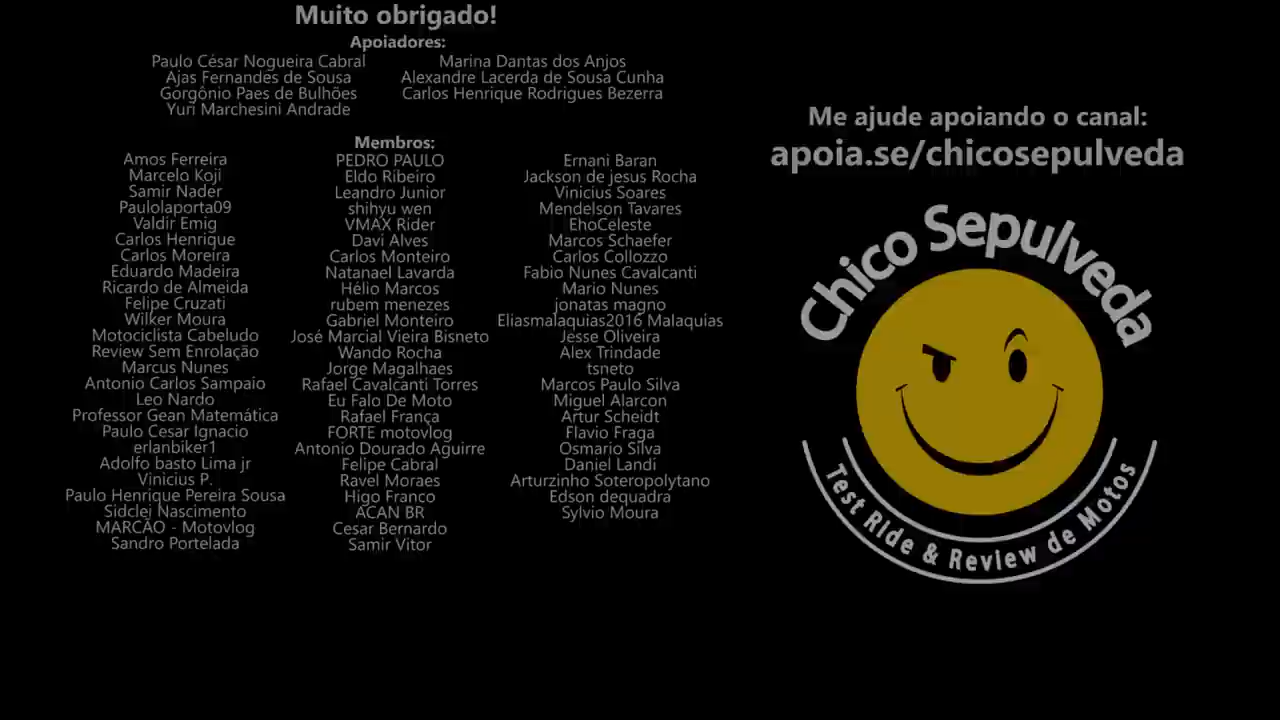 Muito obrigado!
Apoiadores:
Paulo César Nogueira Cabral
Ajas Fernandes de Sousa
Gorgônio Paes de Bulhões
Yuri Marchesini Andrade
Marina Dantas dos Anjos
Alexandre Lacerda de Sousa Cunha
Carlos Henrique Rodrigues Bezerra
Membros:
Amos Ferreira
Marcelo Koji
Samir Nader
Paulolaporta09
Valdir Emig
Carlos Henrique
Carlos Moreira
Eduardo Madeira
Ricardo de Almeida
Felipe Cruzati
Wilker Moura
Motociclista Cabeludo
Review Sem Enrolação
Marcus Nunes
Antonio Carlos Sampaio
Leo Nardo
Professor Gean Matemática
Paulo Cesar Ignacio
erlanbiker1
Adolfo basto Lima jr
Vinicius P.
Paulo Henrique Pereira Sousa
Sidclei Nascimento
MARCÃO - Motovlog
Sandro Portelada
PEDRO PAULO
Eldo Ribeiro
Leandro Junior
shihyu wen
VMAX Rider
Davi Alves
Carlos Monteiro
Natanael Lavarda
Hélio Marcos
rubem menezes
Gabriel Monteiro
José Marcial Vieira Bisneto
Wando Rocha
Jorge Magalhaes
Rafael Cavalcanti Torres
Eu Falo De Moto
Rafael França
FORTE motovlog
Antonio Dourado Aguirre
Felipe Cabral
Ravel Moraes
Higo Franco
ACAN BR
Cesar Bernardo
Samir Vitor
Ernani Baran
Jackson de jesus Rocha
Vinicius Soares
Mendelson Tavares
EhoCeleste
Marcos Schaefer
Carlos Collozzo
Fabio Nunes Cavalcanti
Mario Nunes
jonatas magno
Eliasmalaquias2016 Malaquias
Jesse Oliveira
Alex Trindade
tsneto
Marcos Paulo Silva
Miguel Alarcon
Artur Scheidt
Flavio Fraga
Osmario Silva
Daniel Landi
Arturzinho Soteropolytano
Edson dequadra
Sylvio Moura
Me ajude apoiando o canal:
apoia.se/chicosepulveda
Chico Sepulveda
Test Ride & Review de Motos